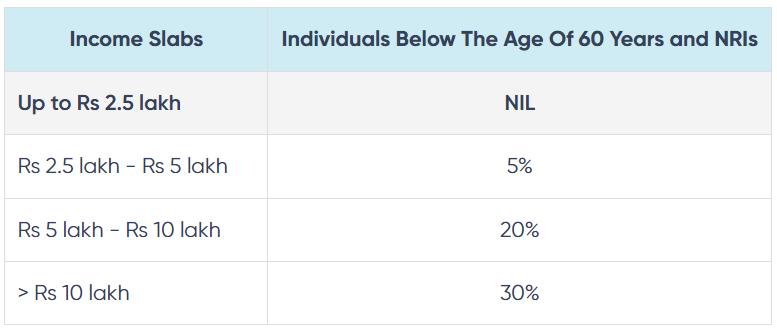 Income Slabs Individuals Below The Age Of 60 Years and NRIs
Up to Rs 2.5 lakh NIL
Rs 2.5 lakh - Rs 5 lakh 5%
Rs 5 lakh - Rs 10 lakh 20%
> Rs 10 lakh 30%